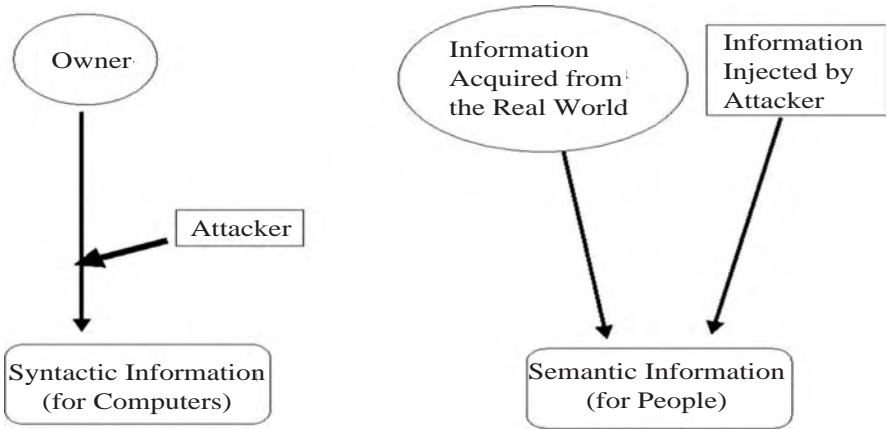 Owner
Attacker
Syntactic Information
(for Computers)
Information
Acquired from
the Real World
Information
Injected by
Attacker
Semantic Information
(for People)